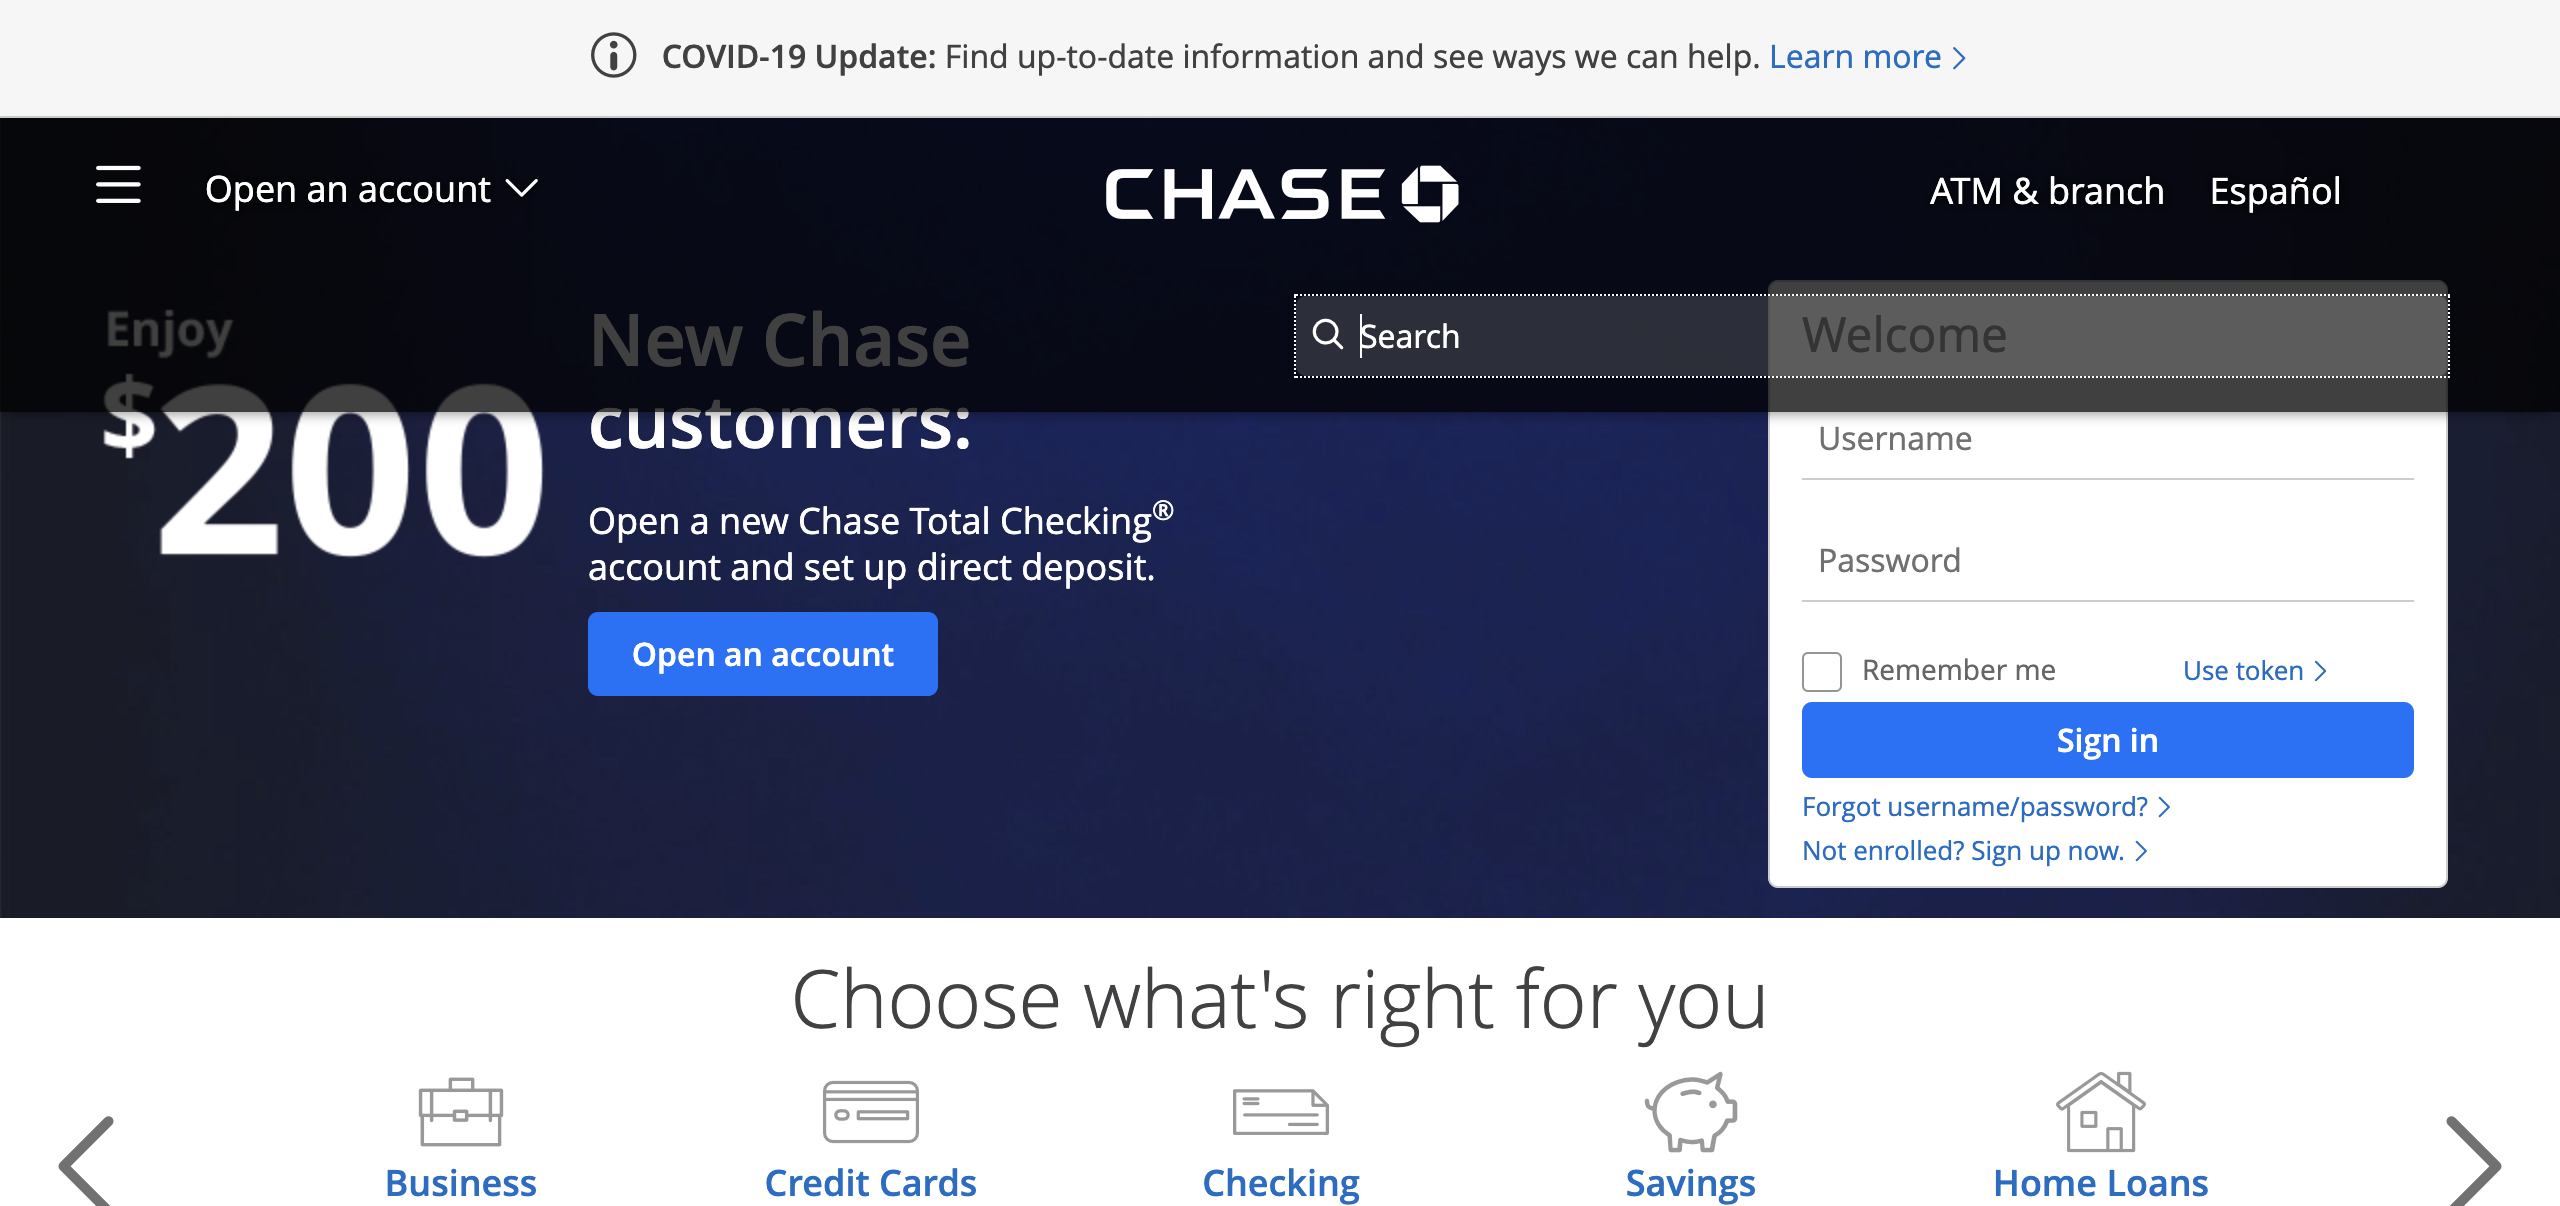 COVID-19 Update: Find up-to-date information and see ways we can help. Learn more
Open an account
CHASE
ATM & branch
Español
Enjoy
$200
New Chase
customers:
Open a new Chase Total Checking®
account and set up direct deposit.
Open an account
Search
Welcome
Username
Password
Remember me
Use token
Sign in
Forgot username/password?
Not enrolled? Sign up now.
Choose what's right for you
Business
Credit Cards
Checking
Savings
Home Loans